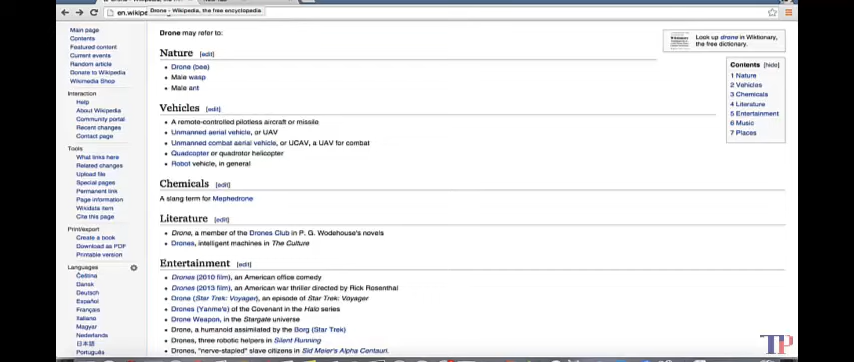 Drone - Wikipedia, the free encyclopedia
en.wikipe
Main page
Contents
Featured content
Current events
Random article
Donate to Wikipedia
Wikimedia Shop
Interaction
Help
About Wikipedia
Community portal
Recent changes
Contact page
Tools
What links here
Related changes
Upload file
Special pages
Permanent link
Page information
Wikidata item
Cite this page
Print/export
Create a book
Download as PDF
Printable version
Languages
Čeština
Dansk
Deutsch
Español
Français
Italiano
Magyar
Nederlands
日本語
Português
Drone may refer to:
Nature [edit]
• Drone (bee)
• Male wasp
• Male ant
Vehicles [edit]
• A remote-controlled pilotless aircraft or missile
• Unmanned aerial vehicle, or UAV
• Unmanned combat aerial vehicle, or UCAV, a UAV for combat
• Quadcopter or quadrotor helicopter
• Robot vehicle, in general
Chemicals [edit]
A slang term for Mephedrone
Literature [edit]
• Drone, a member of the Drones Club in P. G. Wodehouse's novels
• Drones, intelligent machines in The Culture
Entertainment [edit]
• Drones (2010 film), an American office comedy
• Drones (2013 film), an American war thriller directed by Rick Rosenthal
• Drone (Star Trek: Voyager), an episode of Star Trek: Voyager
• Drones (Yanme'e) of the Covenant in the Halo series
• Drone Weapon, in the Stargate universe
• Drone, a humanoid assimilated by the Borg (Star Trek)
• Drones, three robotic helpers in Silent Running
• Drones, "nerve-stapled" slave citizens in Sid Meier's Alpha Centauri.
Look up drone in Wiktionary,
the free dictionary.
Contents [hide]
1 Nature
2 Vehicles
3 Chemicals
4 Literature
5 Entertainment
6 Music
7 Places
TP